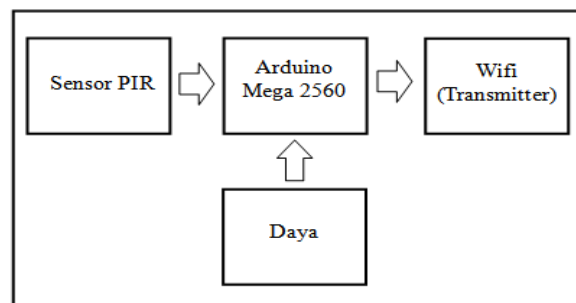 Sensor PIR
Arduino
Mega 2560
Wifi
(Transmitter)
Daya